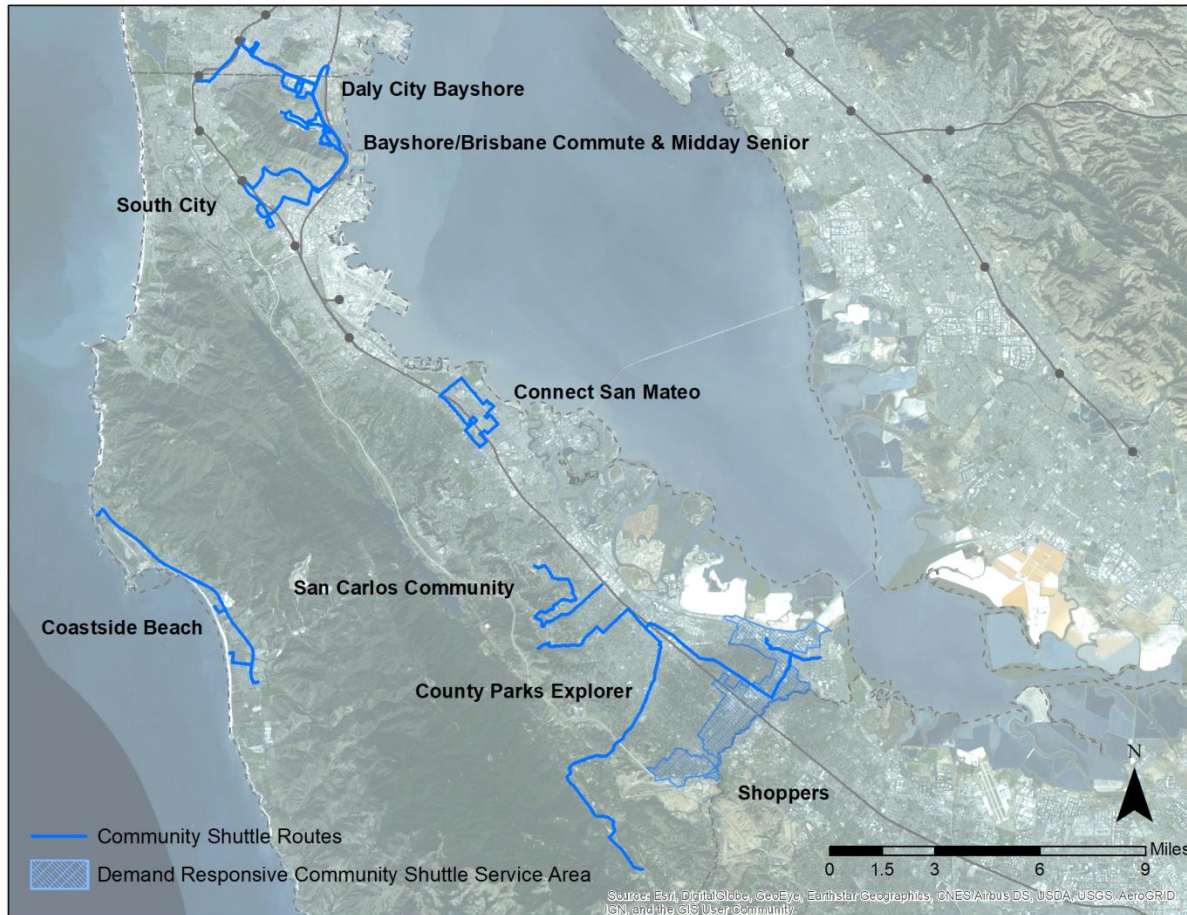 Daly City Bayshore
Bayshore/Brisbane Commute & Midday Senior
South City
Connect San Mateo
San Carlos Community
Coastside Beach
County Parks Explorer
Shoppers
N
Community Shuttle Routes
Demand Responsive Community Shuttle Service Area
Miles
0 1.5 3 6 9
Source: Esri, DigitalGlobe, GeoEye, Earthstar Geographics, CNES/Airbus DS, USDA, USGS, AeroGRID,
IGN, and the GIS User Community